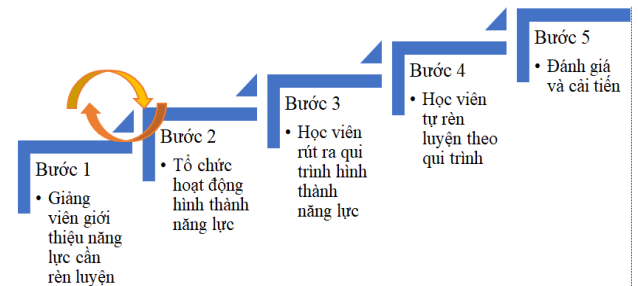 Bước 1
• Giảng
viên giới
thiệu năng
lực cần
rèn luyện
Bước 2
• Tổ chức
hoạt động
hình thành
năng lực
Bước 3
• Học viên
rút ra qui
trình hình
thành
năng lực
Bước 4
• Học viên
tự rèn
luyện theo
qui trình
Bước 5
• Đánh giá
và cải tiến